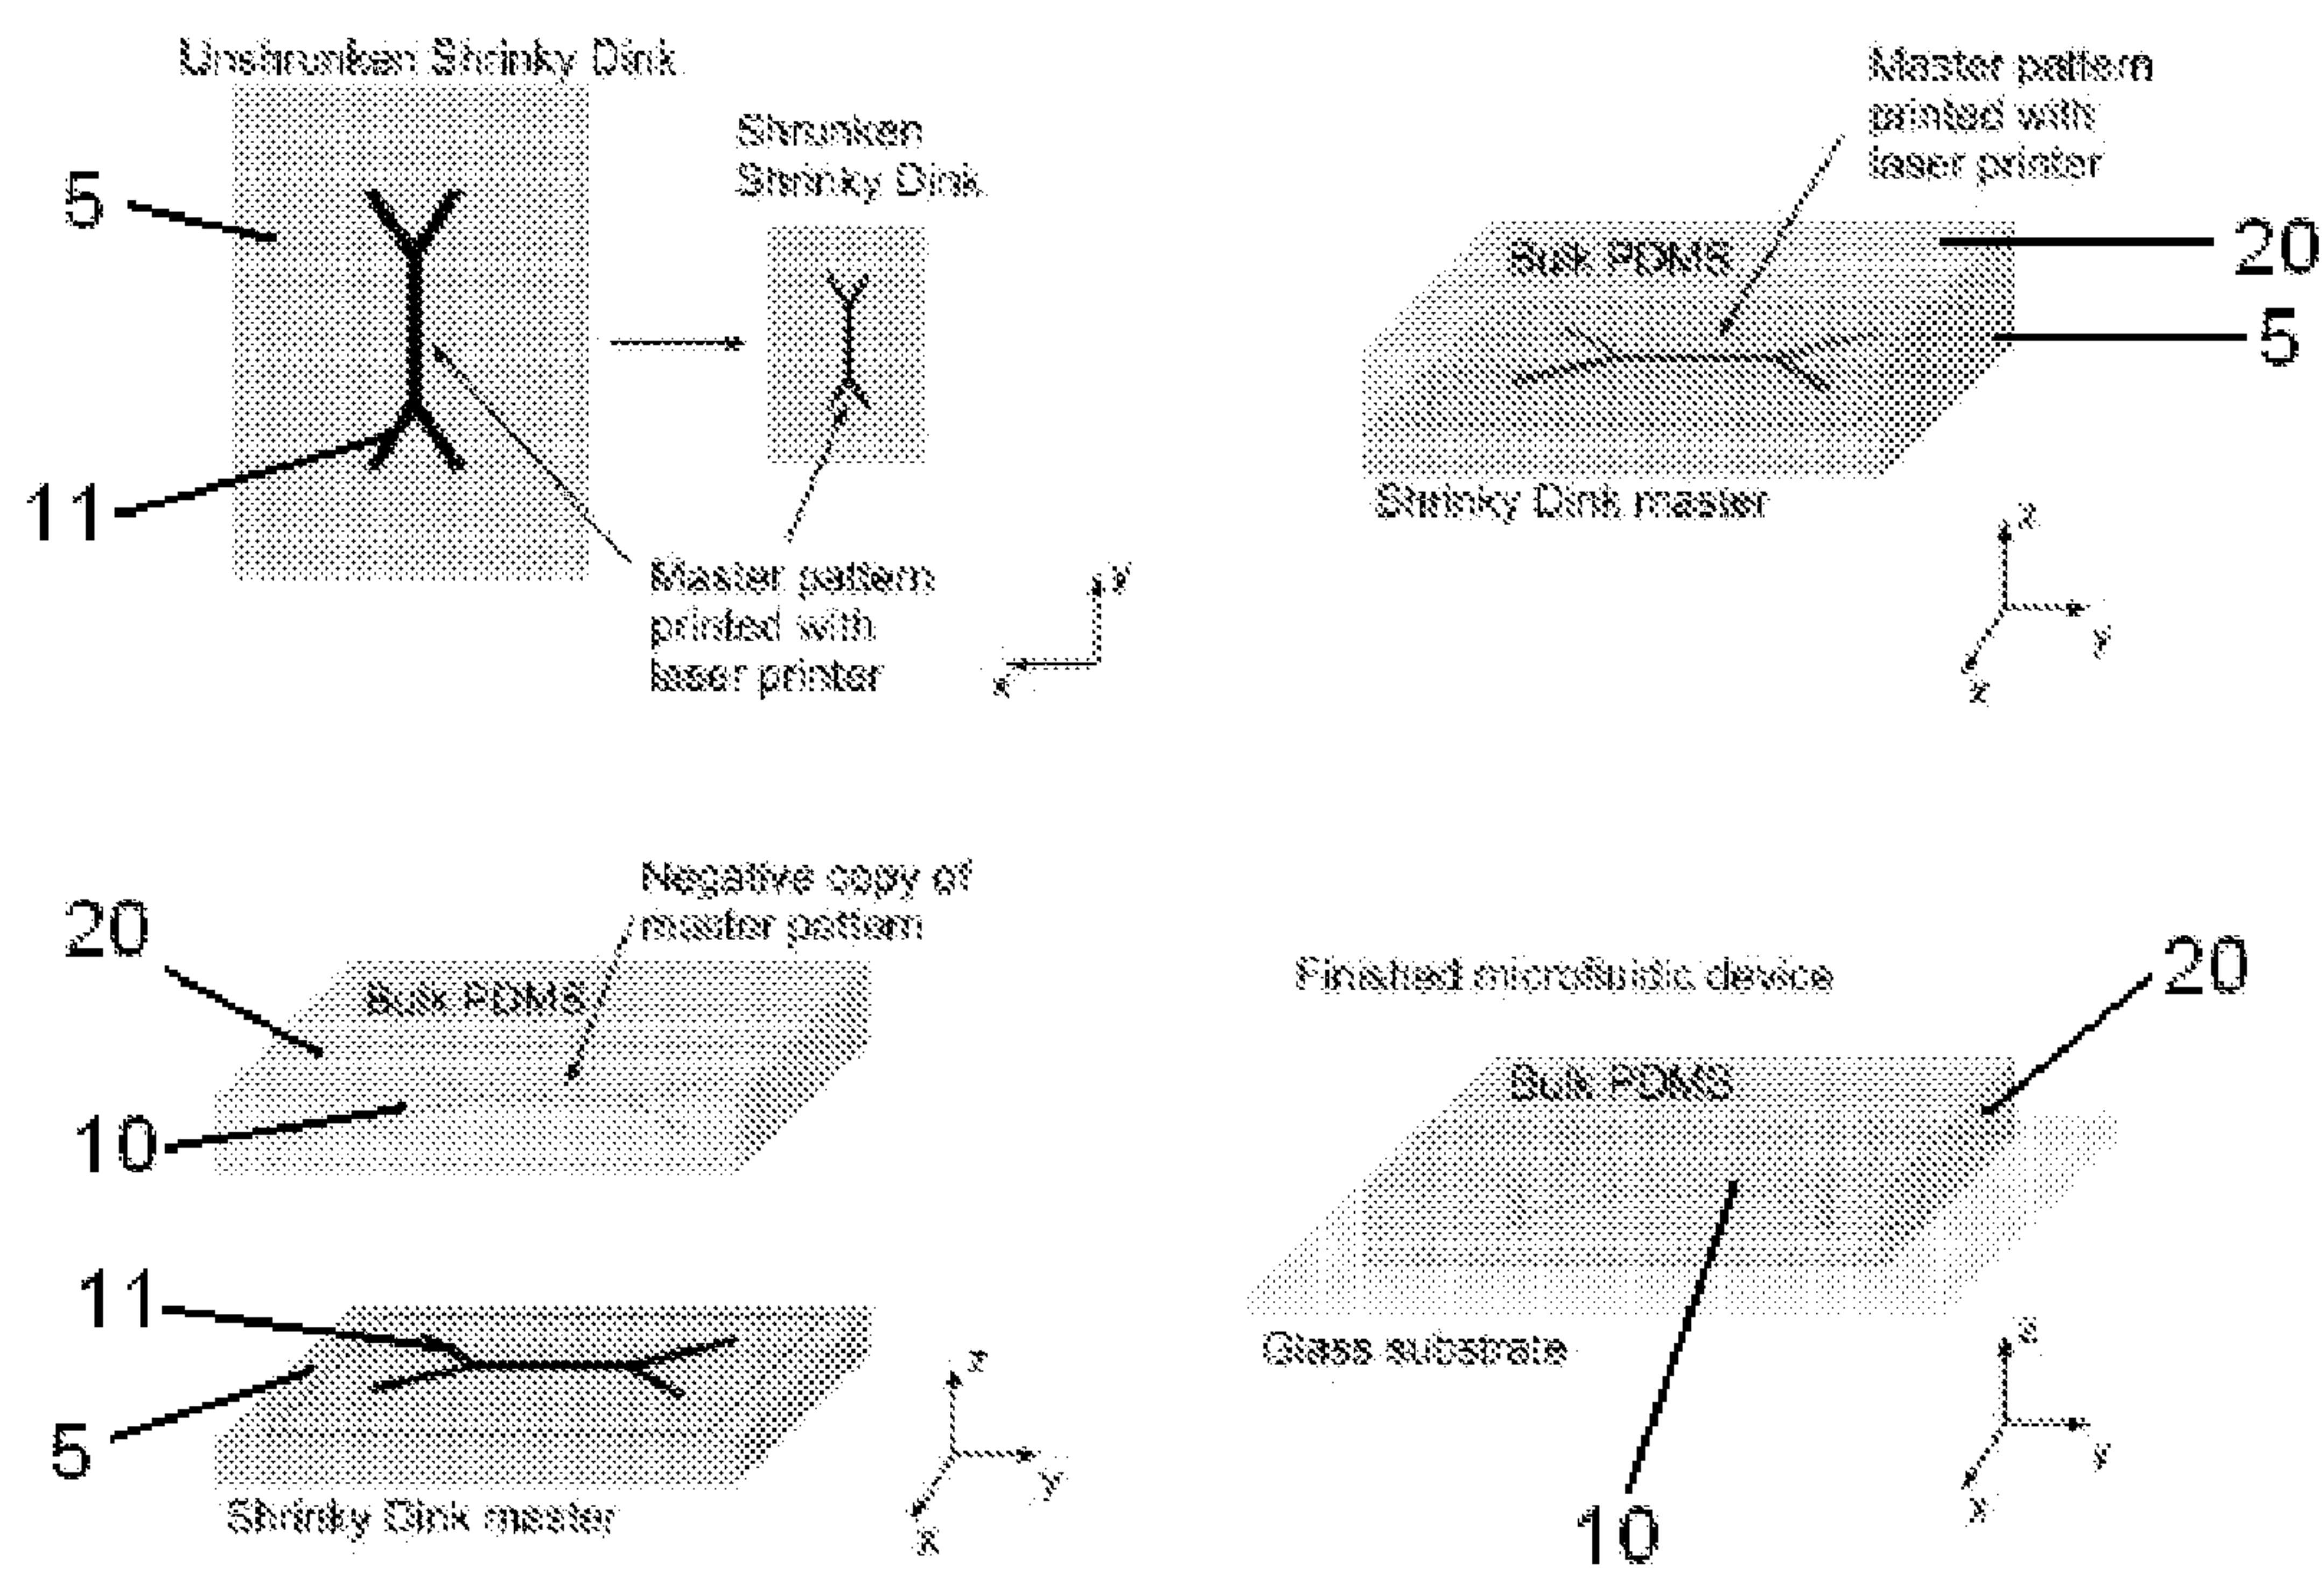 Unshrunken Shrinky Dink
5
11
Shrunken
Shrinky Dink
Master pattern
printed with
laser printer
y
x
Master pattern
printed with
laser printer
Bulk PDMS
20
5
Shrinky Dink master
z
y
x
Negative copy of
master pattern
20
Bulk PDMS
10
11
5
Shrinky Dink master
z
y
x
Finished microfluidic device
20
Bulk PDMS
Glass substrate
10
z
y
x